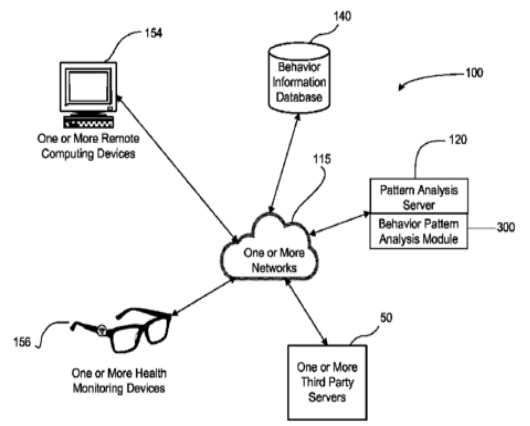 154
One or More Remote
Computing Devices
140
Behavior
Information
Database
100
120
Pattern Analysis
Server
Behavior Pattern
Analysis Module
300
115
One or More
Networks
156
One or More Health
Monitoring Devices
50
One or More
Third Party
Servers